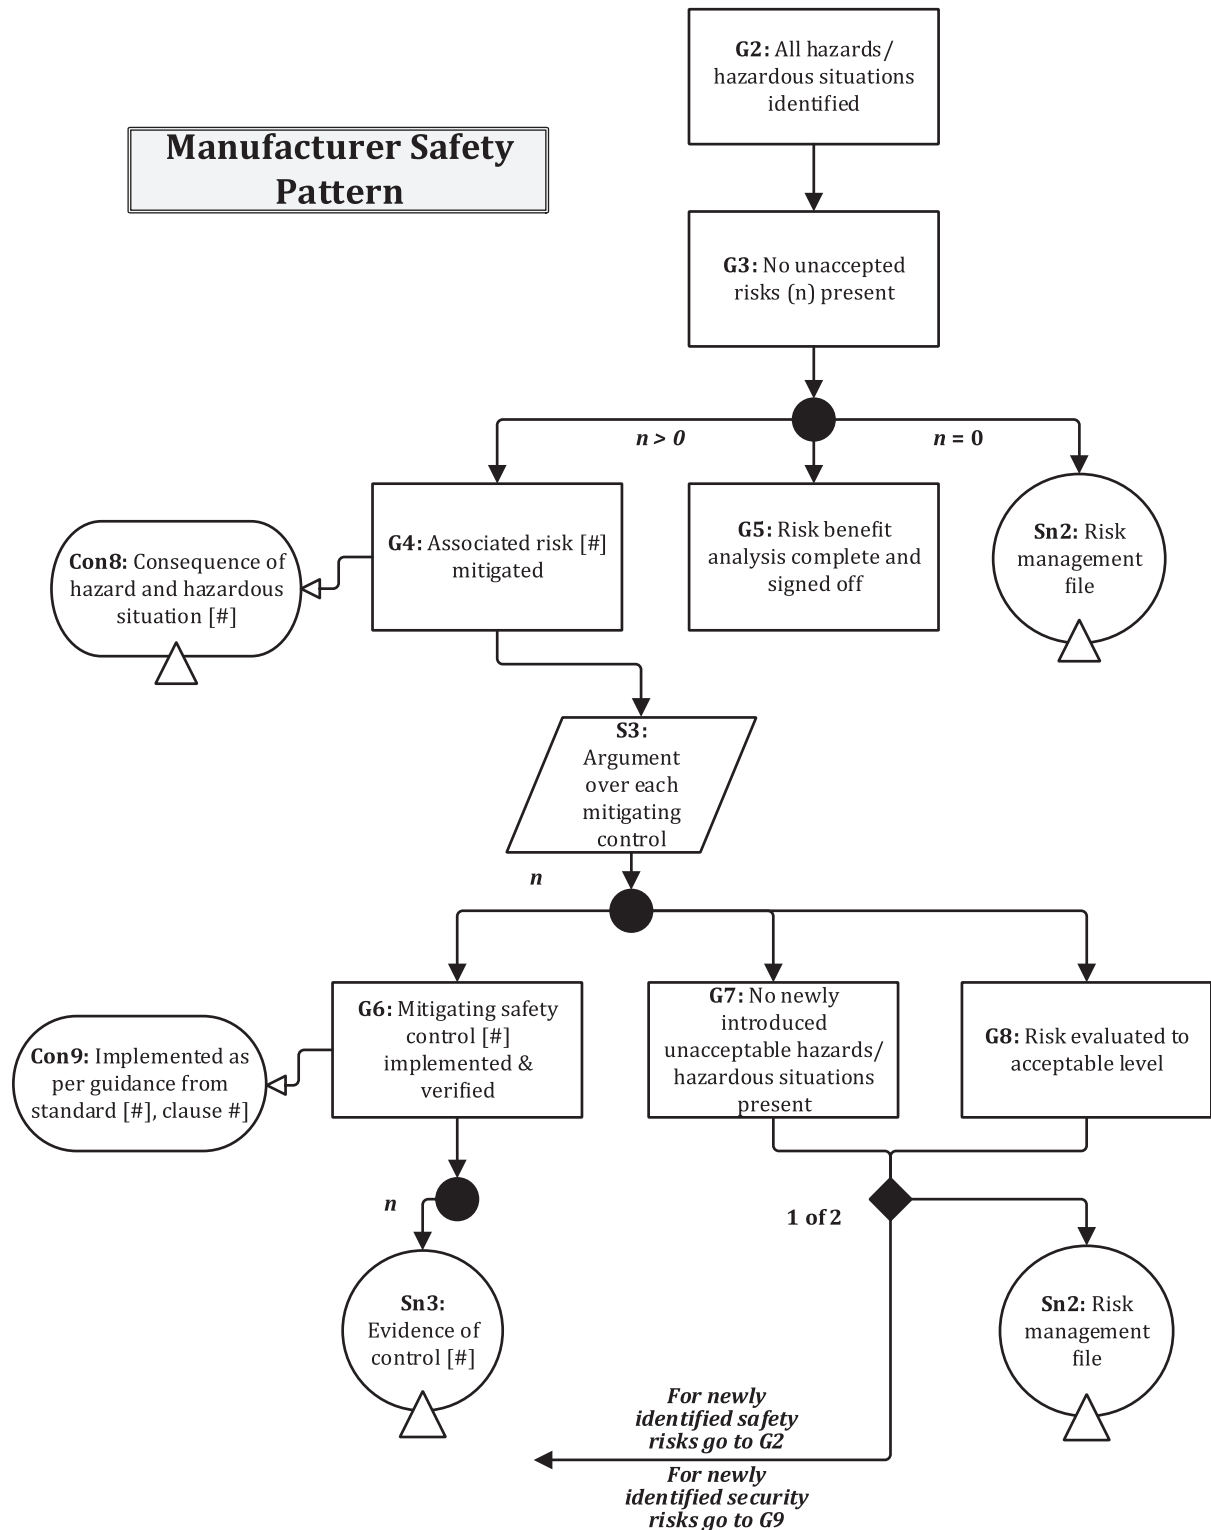 G2: All hazards/
hazardous situations
identified
Manufacturer Safety
Pattern
G3: No unaccepted
risks (n) present
n > 0
n = 0
Con8: Consequence of
hazard and hazardous
situation [#]
G4: Associated risk [#]
mitigated
G5: Risk benefit
analysis complete and
signed off
Sn2: Risk
management
file
S3:
Argument
over each
mitigating
control
n
Con9: Implemented as
per guidance from
standard [#], clause #]
G6: Mitigating safety
control [#]
implemented &
verified
G7: No newly
introduced
unacceptable hazards/
hazardous situations
present
G8: Risk evaluated to
acceptable level
n
1 of 2
Sn3:
Evidence of
control [#]
Sn2: Risk
management
file
For newly
identified safety
risks go to G2
For newly
identified security
risks go to G9